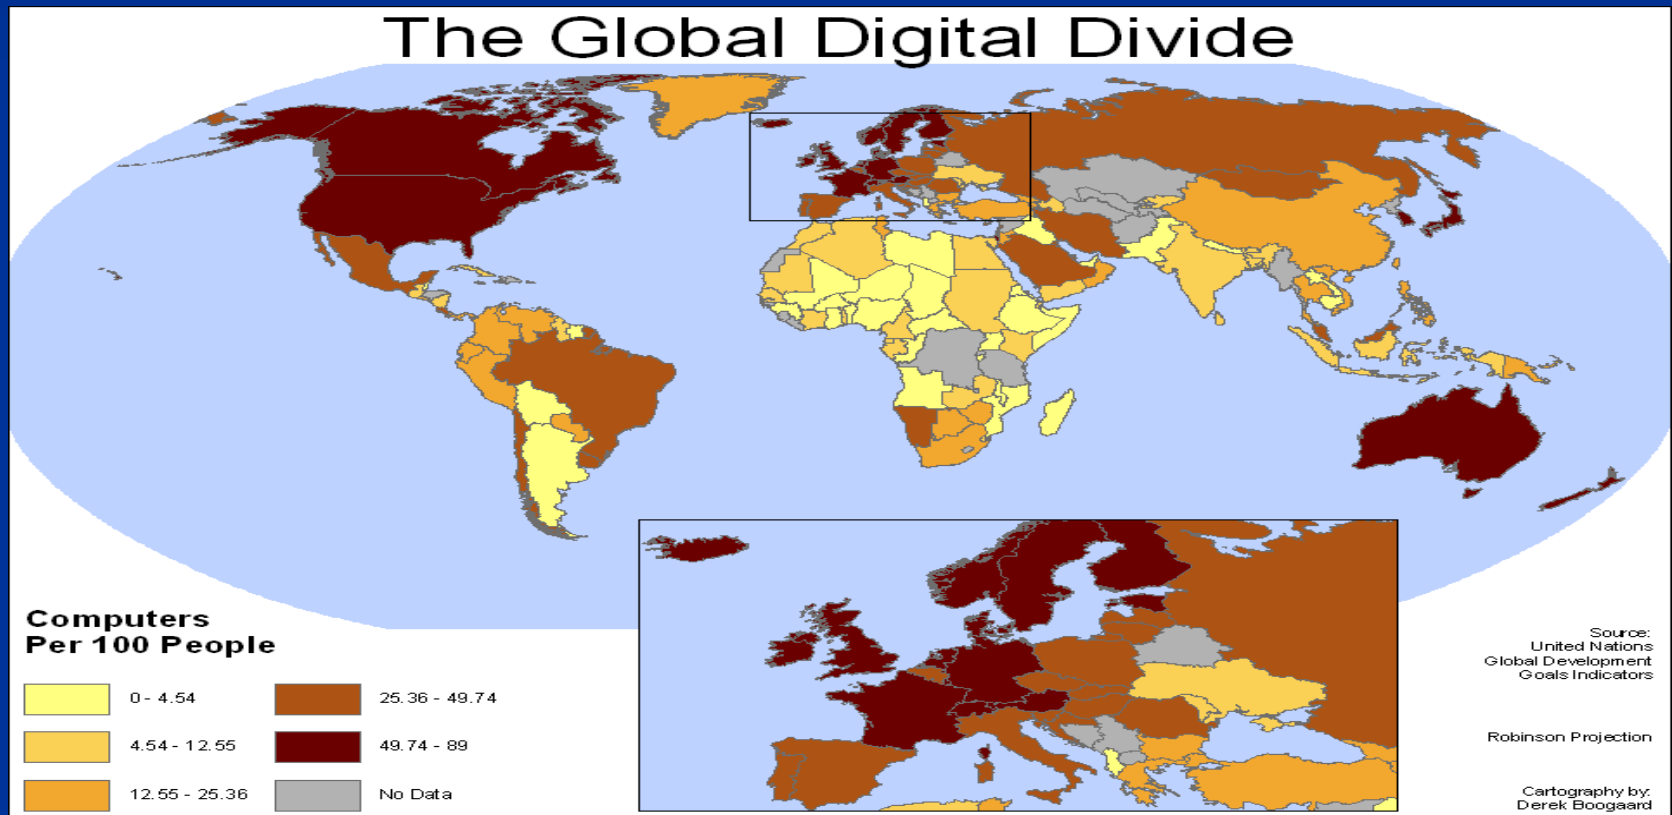 The Global Digital Divide
Computers
Per 100 People
0 - 4.54
25.36 - 49.74
4.54 - 12.55
49.74 - 89
12.55 - 25.36
No Data
Source:
United Nations
Global Development
Goals Indicators
Robinson Projection
Cartography by:
Derek Boogaard